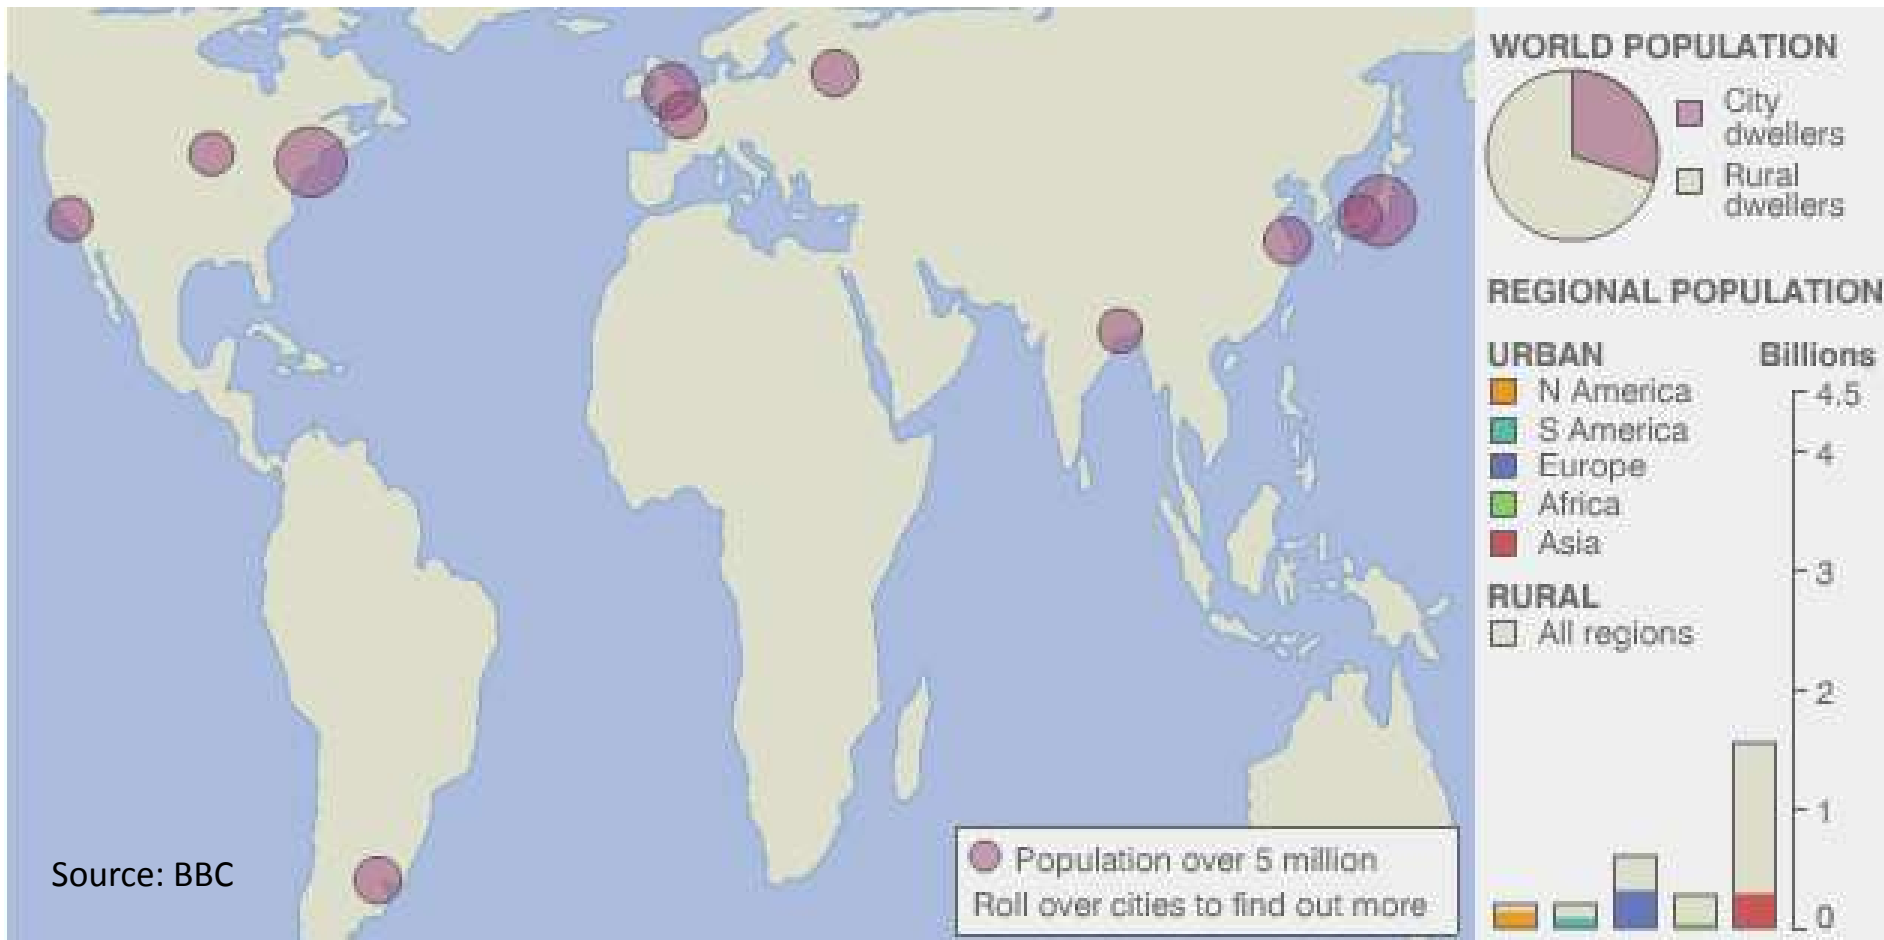 WORLD POPULATION
City
dwellers
Rural
dwellers
REGIONAL POPULATION
URBAN
Billions
N America
S America
Europe
Africa
Asia
RURAL
All regions
4.5
4
3
2
1
0
Population over 5 million
Roll over cities to find out more
Source: BBC